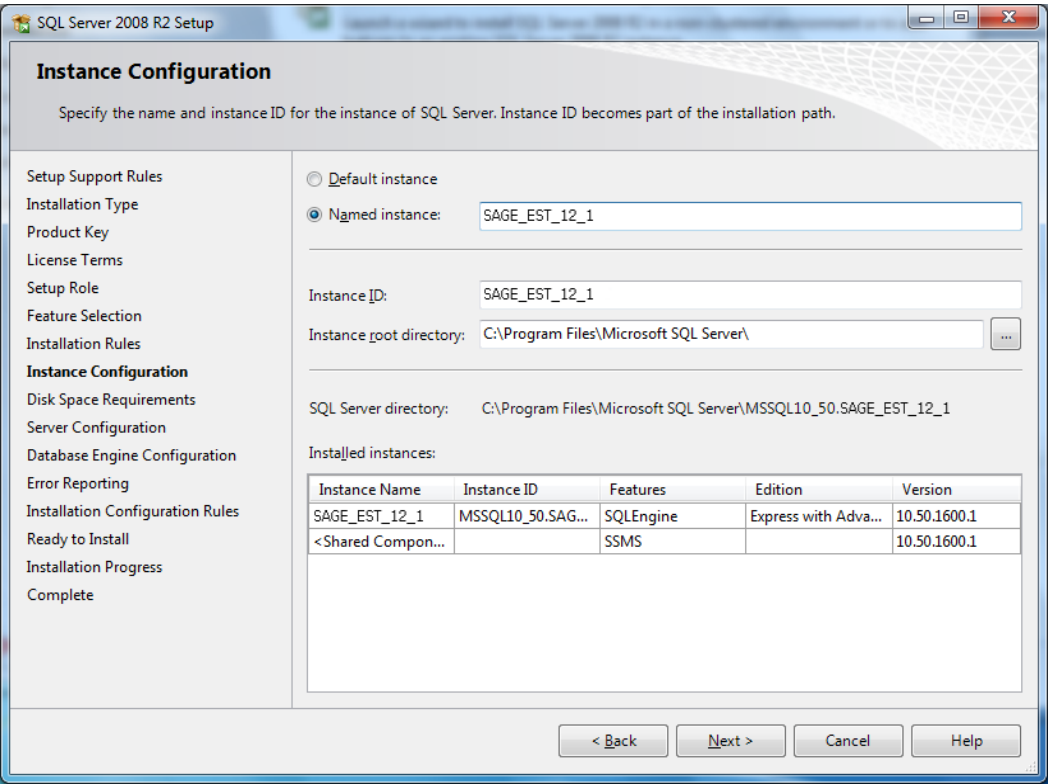 SQL Server 2008 R2 Setup
Instance Configuration
Specify the name and instance ID for the instance of SQL Server. Instance ID becomes part of the installation path.
Setup Support Rules
Installation Type
Product Key
License Terms
Setup Role
Feature Selection
Installation Rules
Instance Configuration
Disk Space Requirements
Server Configuration
Database Engine Configuration
Error Reporting
Installation Configuration Rules
Ready to Install
Installation Progress
Complete
Default instance
Named instance: SAGE_EST_12_1
Instance ID: SAGE_EST_12_1
Instance root directory: C:\Program Files\Microsoft SQL Server\ ...
SQL Server directory: C:\Program Files\Microsoft SQL Server\MSSQL10_50.SAGE_EST_12_1
Installed instances:
Instance Name Instance ID Features Edition Version
SAGE_EST_12_1 MSSQL10_50.SAG... SQLEngine Express with Adva... 10.50.1600.1
<Shared Compon... SSMS 10.50.1600.1
< Back Next > Cancel Help